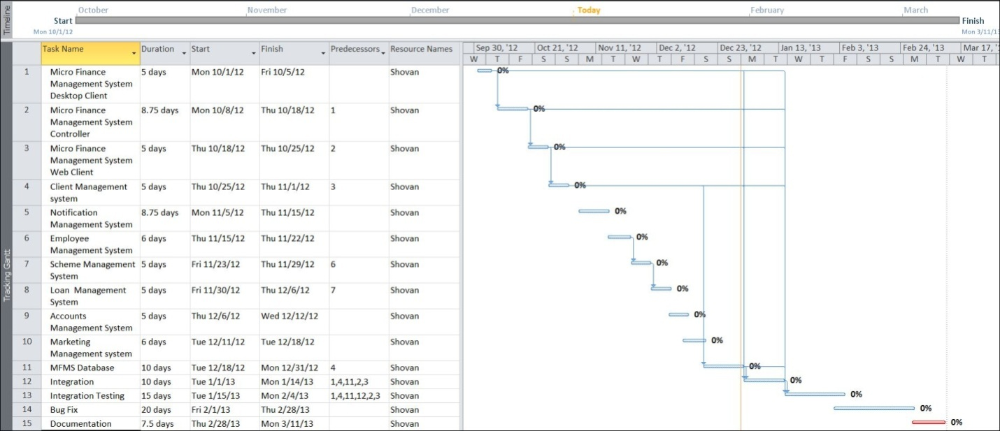 Timeline
October
November
December
Today
February
March
Start
Finish
Mon 10/1/12
Mon 3/11/13
Tracking Gantt
Task Name Duration Start Finish Predecessors Resource Names
Sep 30, '12 Oct 21, '12 Nov 11, '12 Dec 2, '12 Dec 23, '12 Jan 13, '13 Feb 3, '13 Feb 24, '13 Mar 17, '
W T F S S M T W T F S S M T W T F S S M T W T
1 Micro Finance 5 days Mon 10/1/12 Fri 10/5/12 Shovan 0%
Management System
Desktop Client
2 Micro Finance 8.75 days Mon 10/8/12 Thu 10/18/12 1 Shovan 0%
Management System
Controller
3 Micro Finance 5 days Thu 10/18/12 Thu 10/25/12 2 Shovan 0%
Management System
Web Client
4 Client Management 5 days Thu 10/25/12 Thu 11/1/12 3 Shovan 0%
system
5 Notification 8.75 days Mon 11/5/12 Thu 11/15/12 Shovan 0%
Management System
6 Employee 6 days Thu 11/15/12 Thu 11/22/12 Shovan 0%
Management System
7 Scheme Management 5 days Fri 11/23/12 Thu 11/29/12 6 Shovan 0%
System
8 Loan Management 5 days Fri 11/30/12 Thu 12/6/12 7 Shovan 0%
System
9 Accounts 5 days Thu 12/6/12 Wed 12/12/12 Shovan 0%
Management System
10 Marketing 6 days Tue 12/11/12 Tue 12/18/12 Shovan 0%
Management system
11 MFMS Database 10 days Tue 12/18/12 Mon 12/31/12 4 Shovan 0%
12 Integration 10 days Tue 1/1/13 Mon 1/14/13 1,4,11,2,3 Shovan 0%
13 Integration Testing 15 days Tue 1/15/13 Mon 2/4/13 1,4,11,12,2,3 Shovan 0%
14 Bug Fix 20 days Fri 2/1/13 Thu 2/28/13 Shovan 0%
15 Documentation 7.5 days Thu 2/28/13 Mon 3/11/13 Shovan 0%